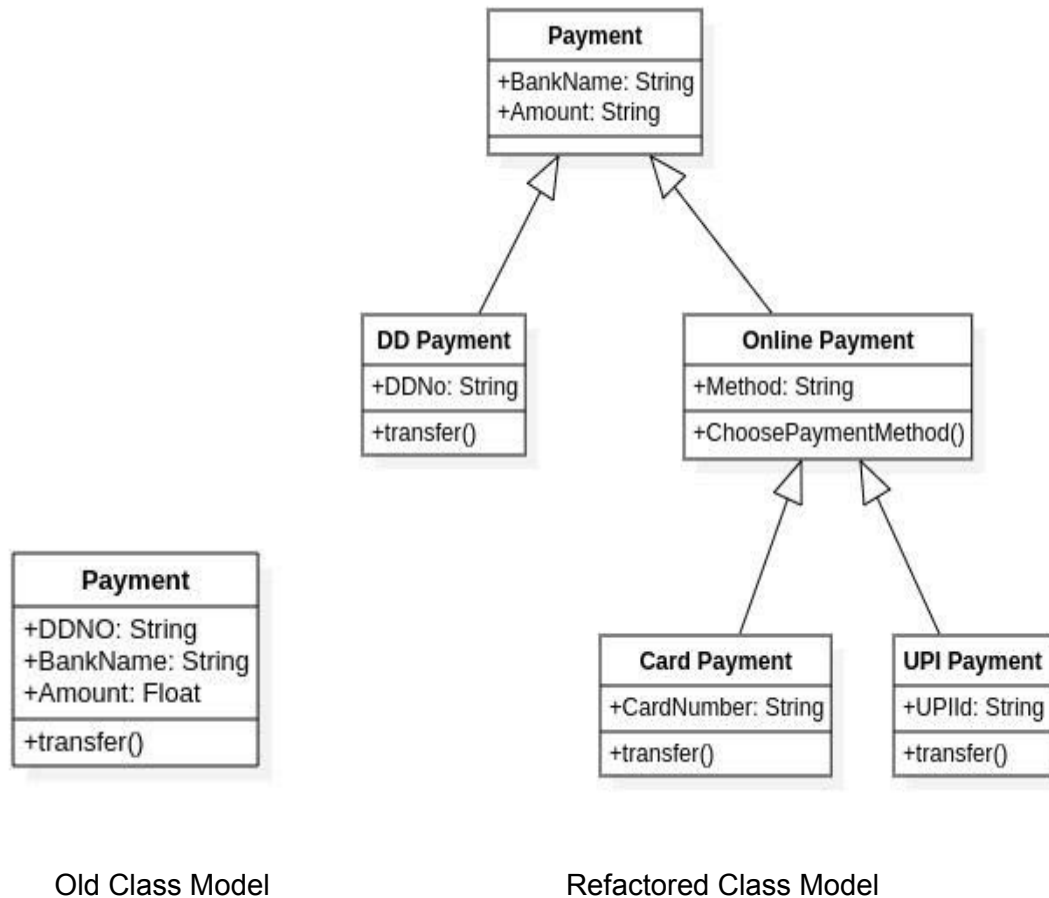 Payment
+BankName: String
+Amount: String
DD Payment
+DDNo: String
+transfer()
Online Payment
+Method: String
+ChoosePaymentMethod()
Payment
+DDNO: String
+BankName: String
+Amount: Float
+transfer()
Card Payment
+CardNumber: String
+transfer()
UPI Payment
+UPIId: String
+transfer()
Old Class Model
Refactored Class Model